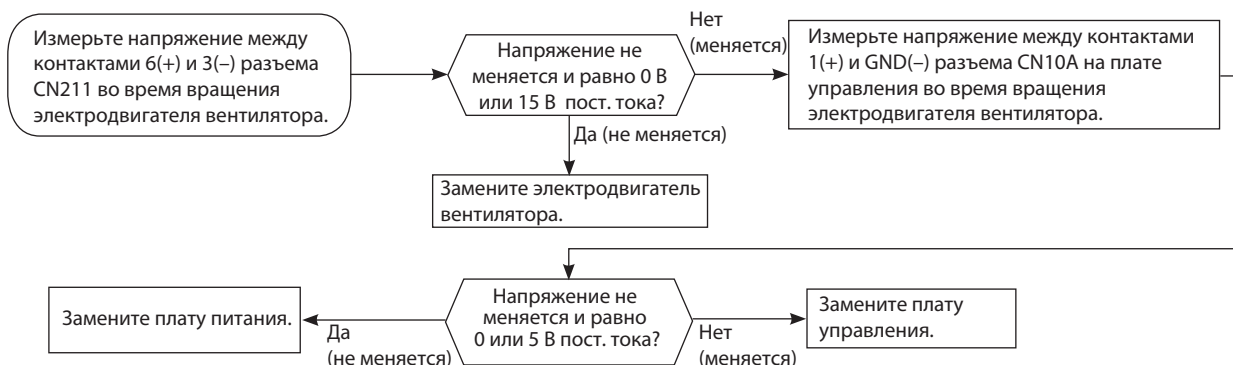 Измерьте напряжение между
контактами 6(+) и 3(–) разъема
CN211 во время вращения
электродвигателя вентилятора.
Напряжение не
меняется и равно 0 В
или 15 В пост. тока?
Нет
(меняется)
Измерьте напряжение между контактами
1(+) и GND(–) разъема CN10A на плате
управления во время вращения
электродвигателя вентилятора.
Да (не меняется)
Замените электродвигатель
вентилятора.
Замените плату питания.
Да
(не меняется)
Напряжение не
меняется и равно
0 или 5 В пост. тока?
Нет
(меняется)
Замените плату
управления.